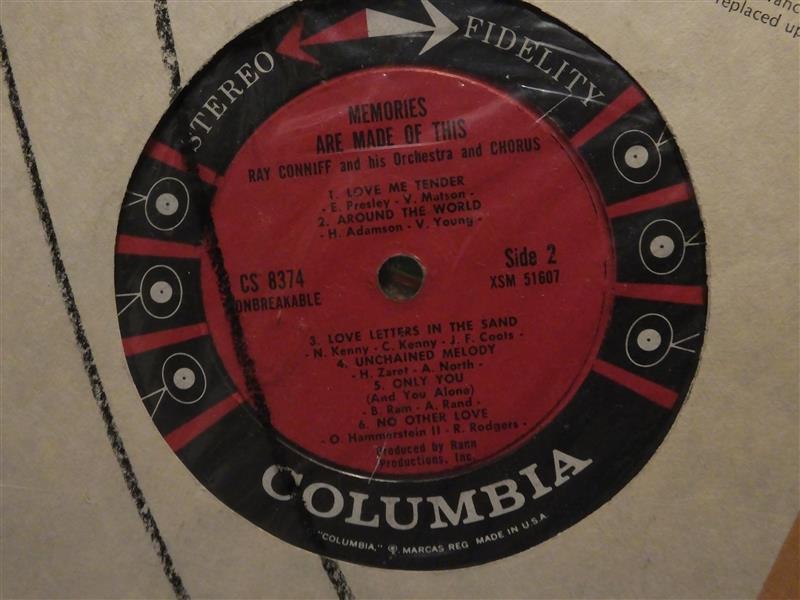 STEREO FIDELITY
MEMORIES
ARE MADE OF THIS
RAY CONNIFF and his Orchestra and CHORUS
1. LOVE ME TENDER
- E. Presley - V. Matson -
2. AROUND THE WORLD
- H. Adamson - V. Young -
CS 8374
NONBREAKABLE
Side 2
XSM 51607
3. LOVE LETTERS IN THE SAND
- N. Kenny - C. Kenny - J. F. Coots -
4. UNCHAINED MELODY
- H. Zaret - A. North -
5. ONLY YOU
(And You Alone)
- B. Ram - A. Rand -
6. NO OTHER LOVE
- O. Hammerstein II - R. Rodgers -
Produced by Rann
Productions, Inc.
COLUMBIA
"COLUMBIA," ® MARCAS REG MADE IN U.S.A.
replaced up